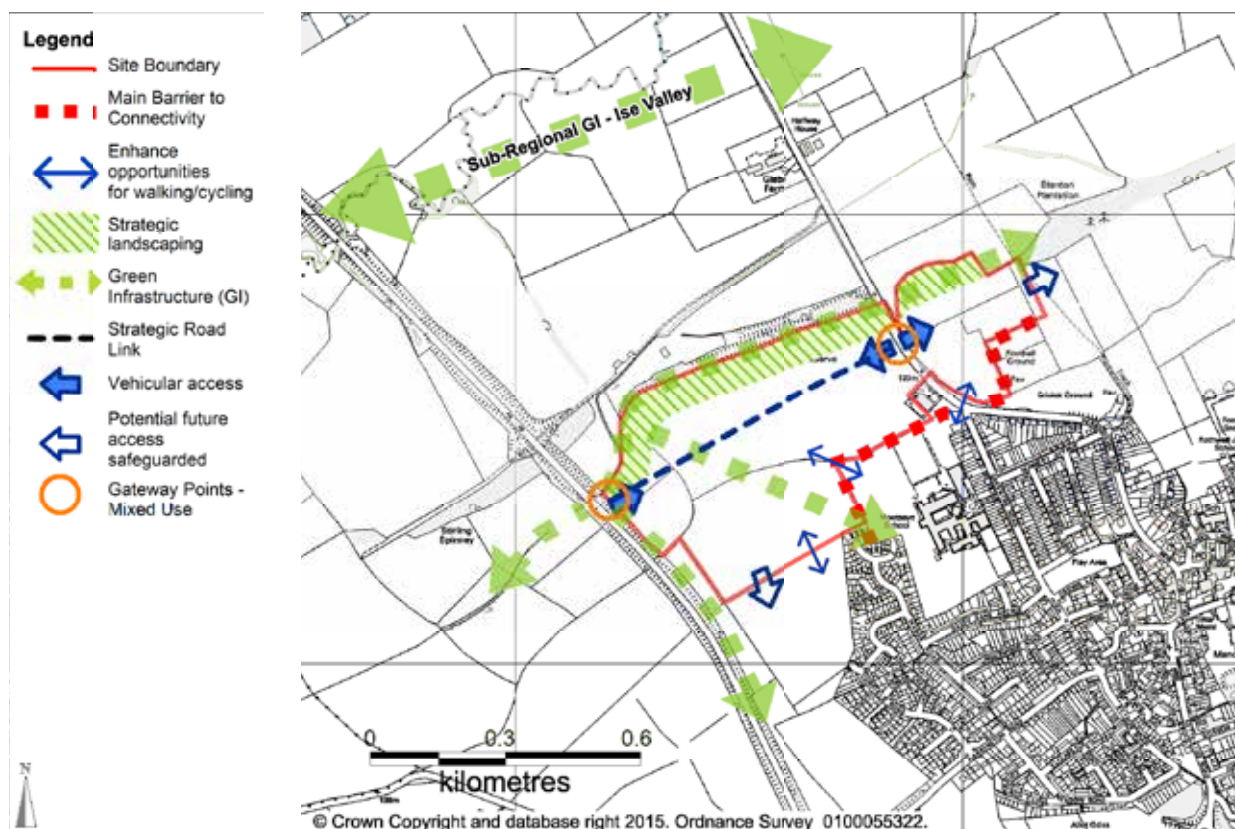 Legend
Site Boundary
Main Barrier to
Connectivity
Enhance
opportunities
for walking/cycling
Strategic
landscaping
Green
Infrastructure (GI)
Strategic Road
Link
Vehicular access
Potential future
access
safeguarded
Gateway Points -
Mixed Use
N
Sub-Regional GI - Ise Valley
Halfway
House
Farm
Plantation
Football
Ground
Cricket Ground
School
Spinney
Play Area
0 0.3 0.6
kilometres
© Crown Copyright and database right 2015. Ordnance Survey 0100055322.